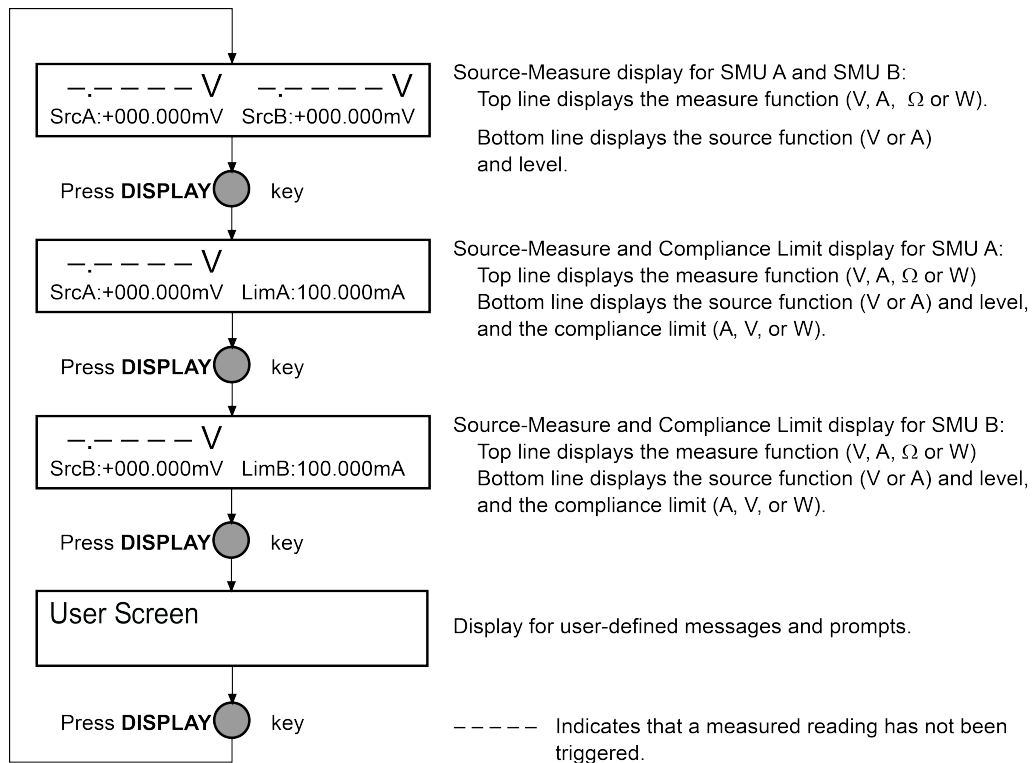 –.– – – – V –.– – – – V
SrcA:+000.000mV SrcB:+000.000mV
Source-Measure display for SMU A and SMU B:
Top line displays the measure function (V, A, Ω or W).
Bottom line displays the source function (V or A)
and level.
Press DISPLAY key
–.– – – – V
SrcA:+000.000mV LimA:100.000mA
Source-Measure and Compliance Limit display for SMU A:
Top line displays the measure function (V, A, Ω or W)
Bottom line displays the source function (V or A) and level,
and the compliance limit (A, V, or W).
Press DISPLAY key
–.– – – – V
SrcB:+000.000mV LimB:100.000mA
Source-Measure and Compliance Limit display for SMU B:
Top line displays the measure function (V, A, Ω or W)
Bottom line displays the source function (V or A) and level,
and the compliance limit (A, V, or W).
Press DISPLAY key
User Screen
Display for user-defined messages and prompts.
Press DISPLAY key
– – – – – Indicates that a measured reading has not been
triggered.